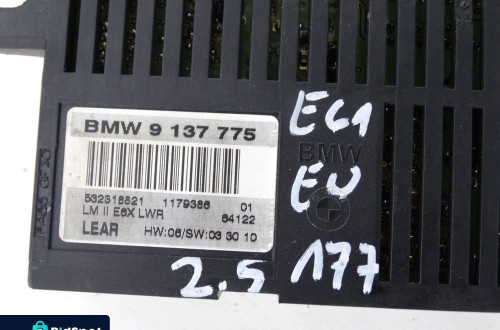 BMW 9 137 775
532318821 1179386 01
LM II E6X LWR 64122
LEAR HW:06/SW:03 30 10
E61
BMW
EU
2.5 177
BidSpot